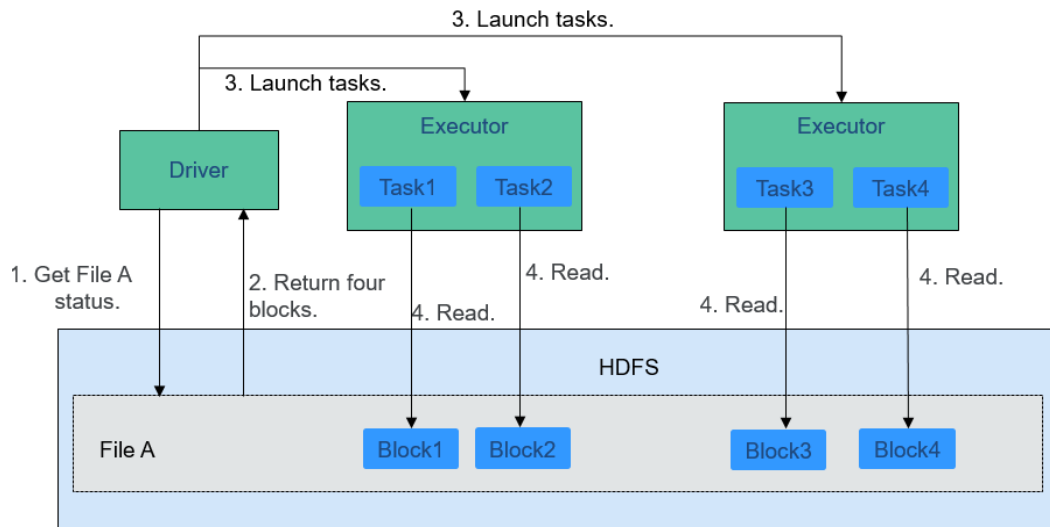 3. Launch tasks.
3. Launch tasks.
Executor
Executor
Driver
Task1
Task2
Task3
Task4
1. Get File A
status.
2. Return four
blocks.
4. Read.
4. Read.
4. Read.
4. Read.
HDFS
File A
Block1
Block2
Block3
Block4